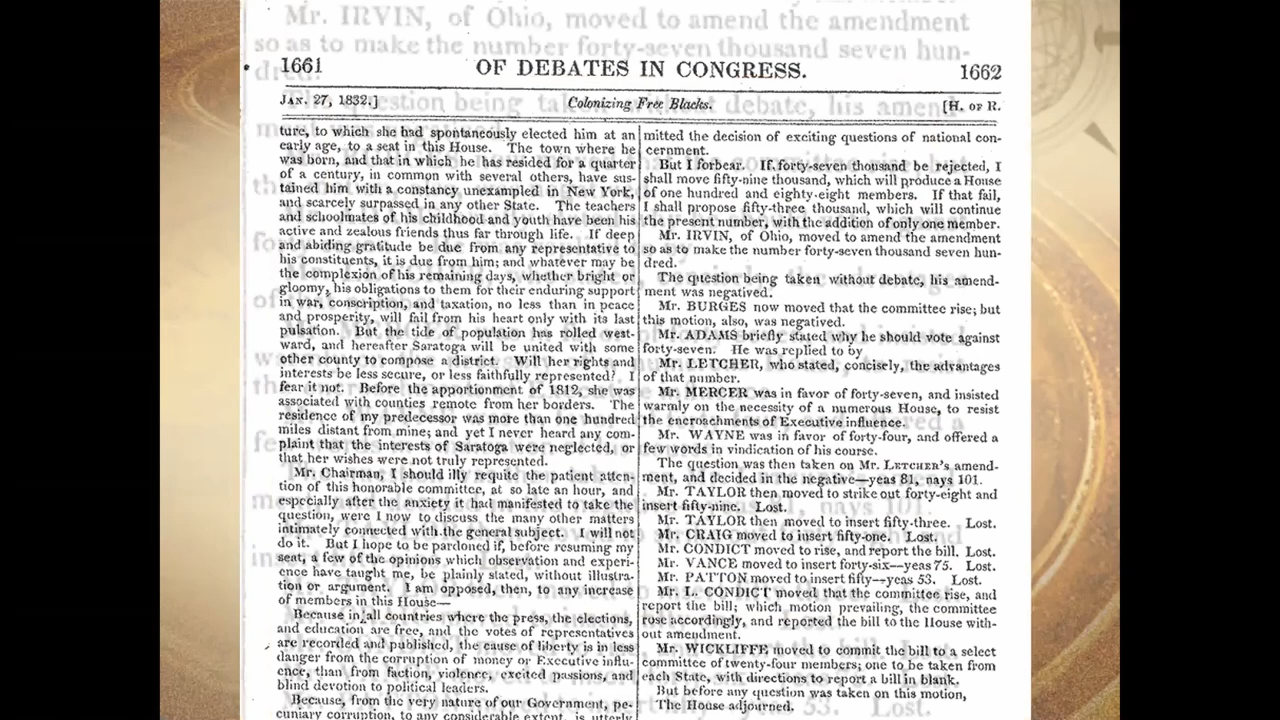 1661 OF DEBATES IN CONGRESS. 1662
JAN. 27, 1832.] Colonizing Free Blacks. [H. OF R.
ture, to which she had spontaneously elected him at an
early age, to a seat in this House. The town where he
was born, and that in which he has resided for a quarter
of a century, in common with several others, have sus-
tained him with a constancy unexampled in New York,
and scarcely surpassed in any other State. The teachers
and schoolmates of his childhood and youth have been his
active and zealous friends thus far through life. If deep
and abiding gratitude be due from any representative to
his constituents, it is due from him; and whatever may be
the complexion of his remaining days, whether bright or
gloomy, his obligations to them for their enduring support
in war, conscription, and taxation, no less than in peace
and prosperity, will fail from his heart only with its last
pulsation. But the tide of population has rolled west-
ward, and hereafter Saratoga will be united with some
other county to compose a district. Will her rights and
interests be less secure, or less faithfully represented? I
fear it not. Before the apportionment of 1812, she was
associated with counties remote from her borders. The
residence of my predecessor was more than one hundred
miles distant from mine; and yet I never heard any com-
plaint that the interests of Saratoga were neglected, or
that her wishes were not truly represented.
Mr. Chairman, I should illy requite the patient atten-
tion of this honorable committee, at so late an hour, and
especially after the anxiety it had manifested to take the
question, were I now to discuss the many other matters
intimately connected with the general subject. I will not
do it. But I hope to be pardoned if, before resuming my
seat, a few of the opinions which observation and experi-
ence have taught me, be plainly stated, without illustra-
tion or argument. I am opposed, then, to any increase
of members in this House—
Because in all countries where the press, the elections,
and education are free, and the votes of representatives
are recorded and published, the cause of liberty is in less
danger from the corruption of money or Executive influ-
ence, than from faction, violence, excited passions, and
blind devotion to political leaders.
Because, from the very nature of our Government, pe-
cuniary corruption, to any considerable extent, is utterly
mitted the decision of exciting questions of national con-
cernment.
But I forbear. If forty-seven thousand be rejected, I
shall move fifty-nine thousand, which will produce a House
of one hundred and eighty-eight members. If that fail,
I shall propose fifty-three thousand, which will continue
the present number, with the addition of only one member.
Mr. IRVIN, of Ohio, moved to amend the amendment
so as to make the number forty-seven thousand seven hun-
dred.
The question being taken without debate, his amend-
ment was negatived.
Mr. BURGES now moved that the committee rise; but
this motion, also, was negatived.
Mr. ADAMS briefly stated why he should vote against
forty-seven. He was replied to by
Mr. LETCHER, who stated, concisely, the advantages
of that number.
Mr. MERCER was in favor of forty-seven, and insisted
warmly on the necessity of a numerous House, to resist
the encroachments of Executive influence.
Mr. WAYNE was in favor of forty-four, and offered a
few words in vindication of his course.
The question was then taken on Mr. LETCHER's amend-
ment, and decided in the negative—yeas 81, nays 101.
Mr. TAYLOR then moved to strike out forty-eight and
insert fifty-nine. Lost.
Mr. TAYLOR then moved to insert fifty-three. Lost.
Mr. CRAIG moved to insert fifty-one. Lost.
Mr. CONDICT moved to rise, and report the bill. Lost.
Mr. VANCE moved to insert forty-six—yeas 75. Lost.
Mr. PATTON moved to insert fifty—yeas 53. Lost.
Mr. L. CONDICT moved that the committee rise, and
report the bill; which motion prevailing, the committee
rose accordingly, and reported the bill to the House with-
out amendment.
Mr. WICKLIFFE moved to commit the bill to a select
committee of twenty-four members; one to be taken from
each State, with directions to report a bill in blank.
But before any question was taken on this motion,
The House adjourned.